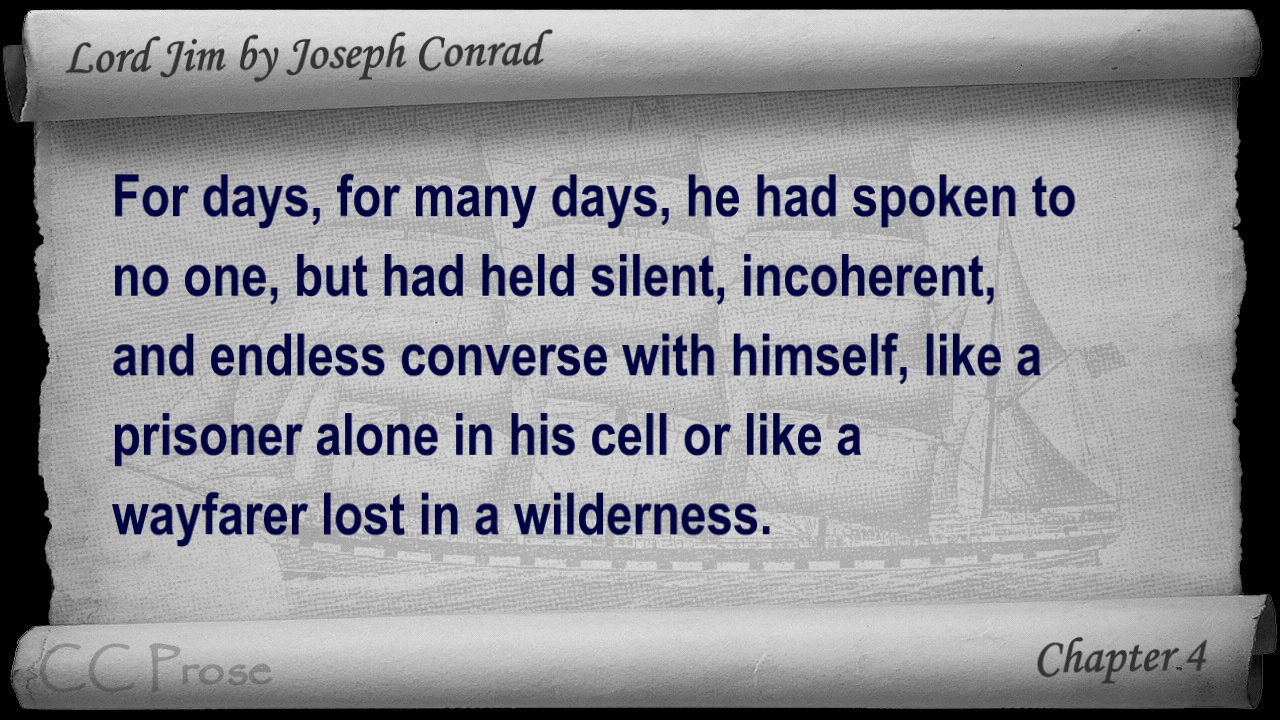 Lord Jim by Joseph Conrad
For days, for many days, he had spoken to
no one, but had held silent, incoherent,
and endless converse with himself, like a
prisoner alone in his cell or like a
wayfarer lost in a wilderness.
CC Prose
Chapter 4